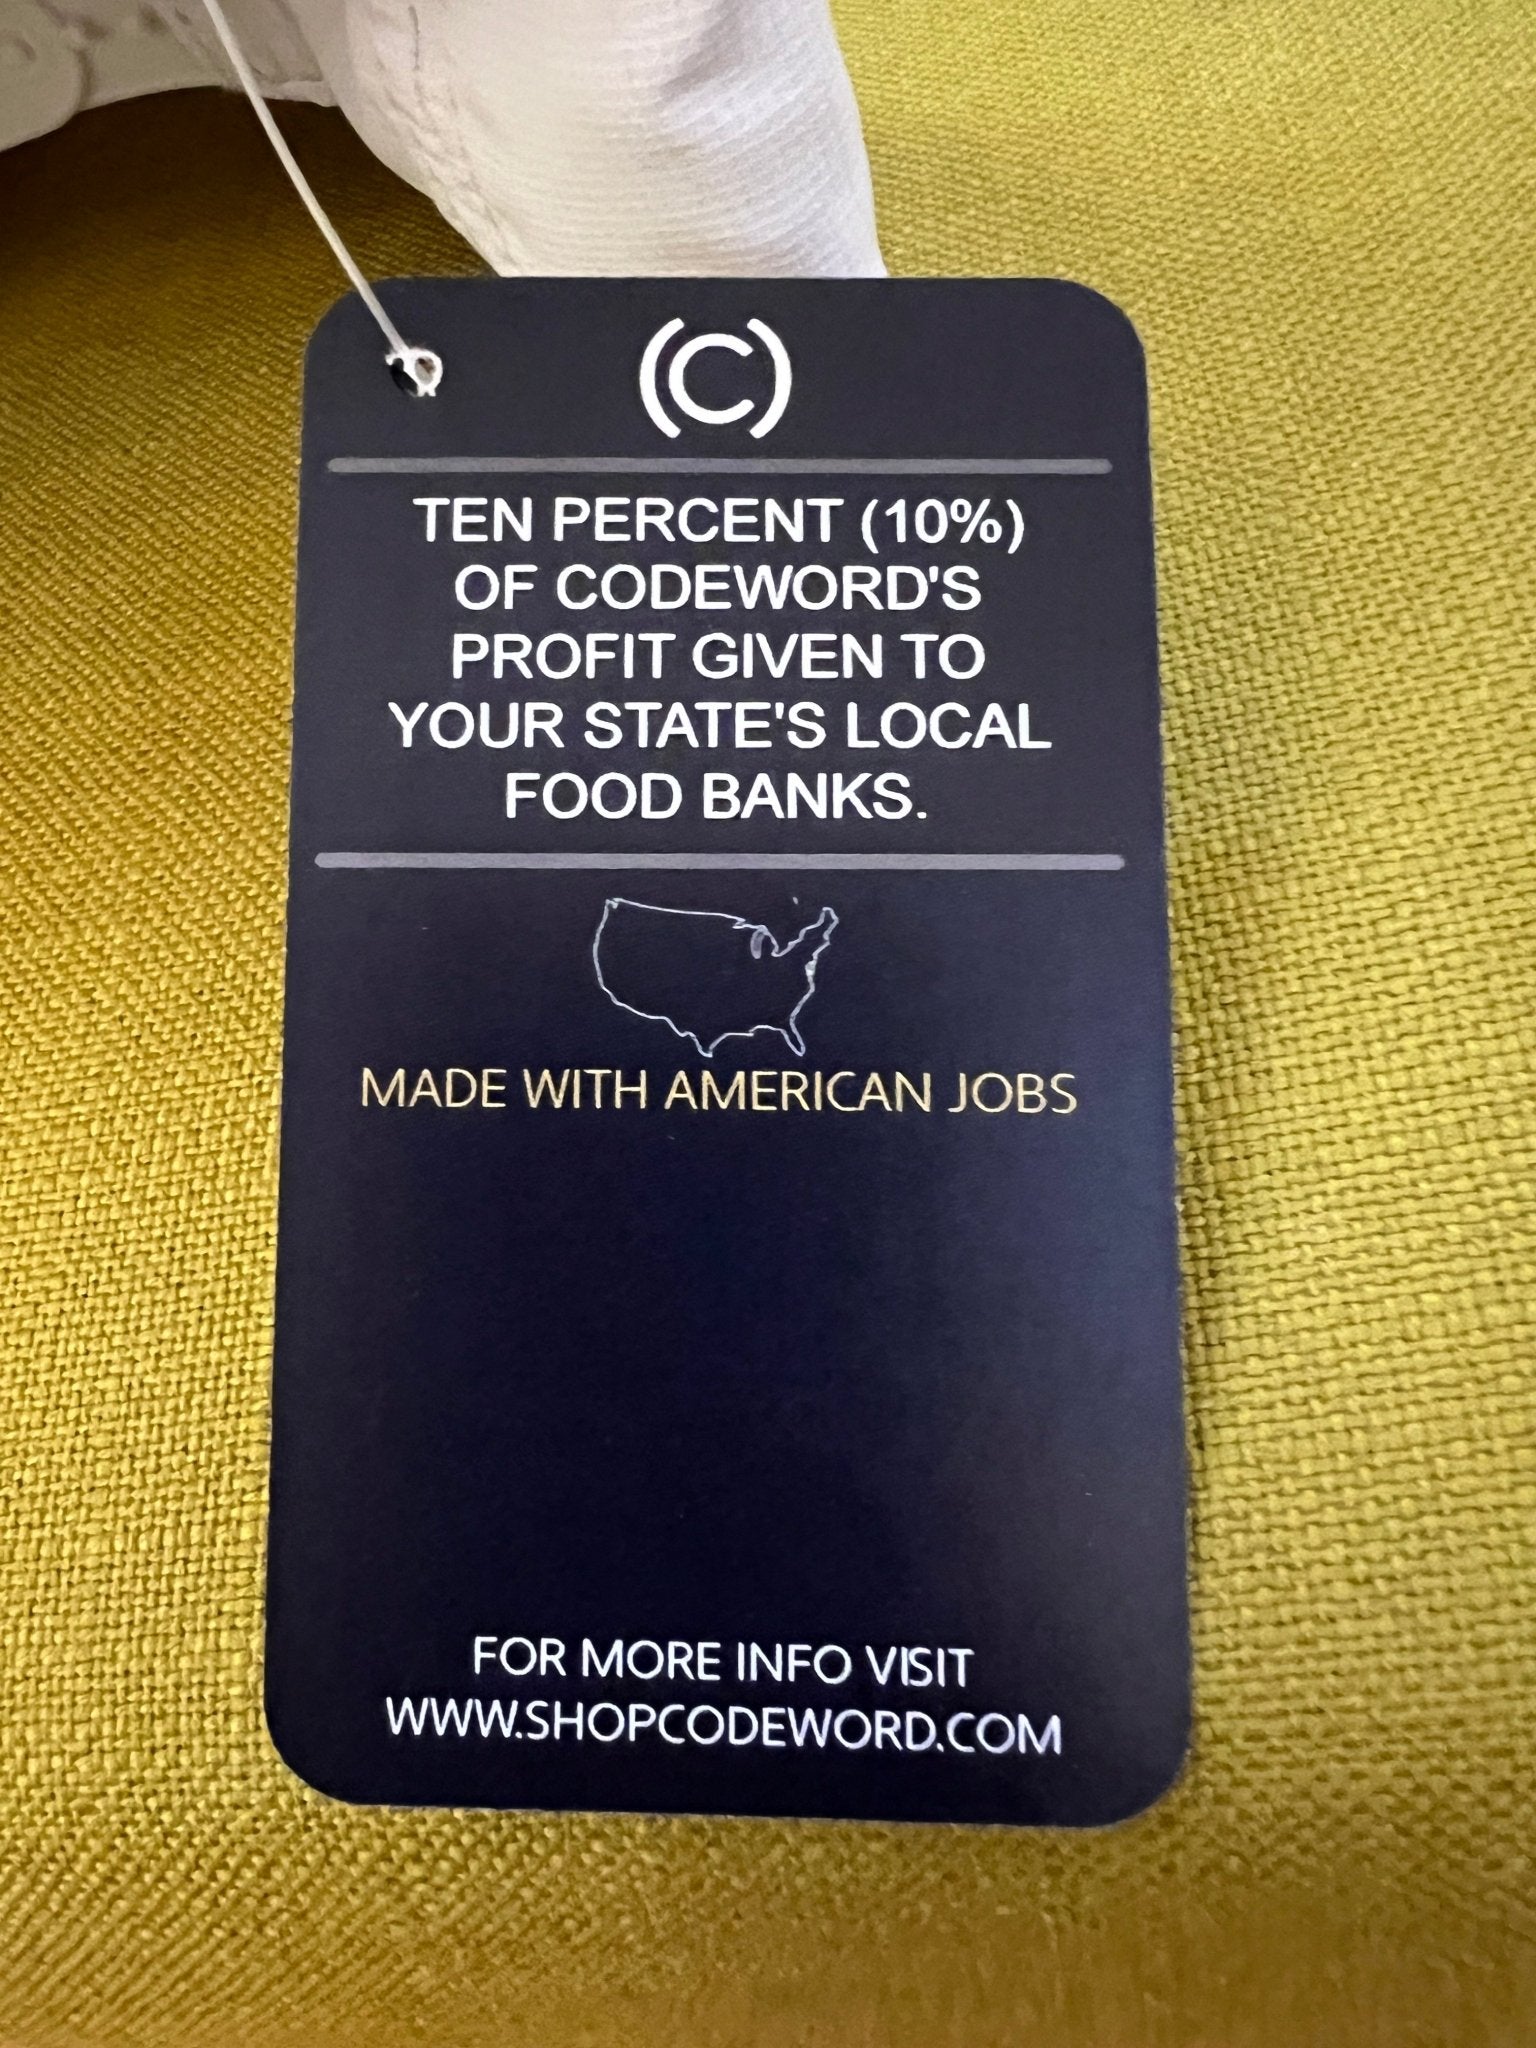 (C)
TEN PERCENT (10%)
OF CODEWORD'S
PROFIT GIVEN TO
YOUR STATE'S LOCAL
FOOD BANKS.
MADE WITH AMERICAN JOBS
FOR MORE INFO VISIT
WWW.SHOPCODEWORD.COM